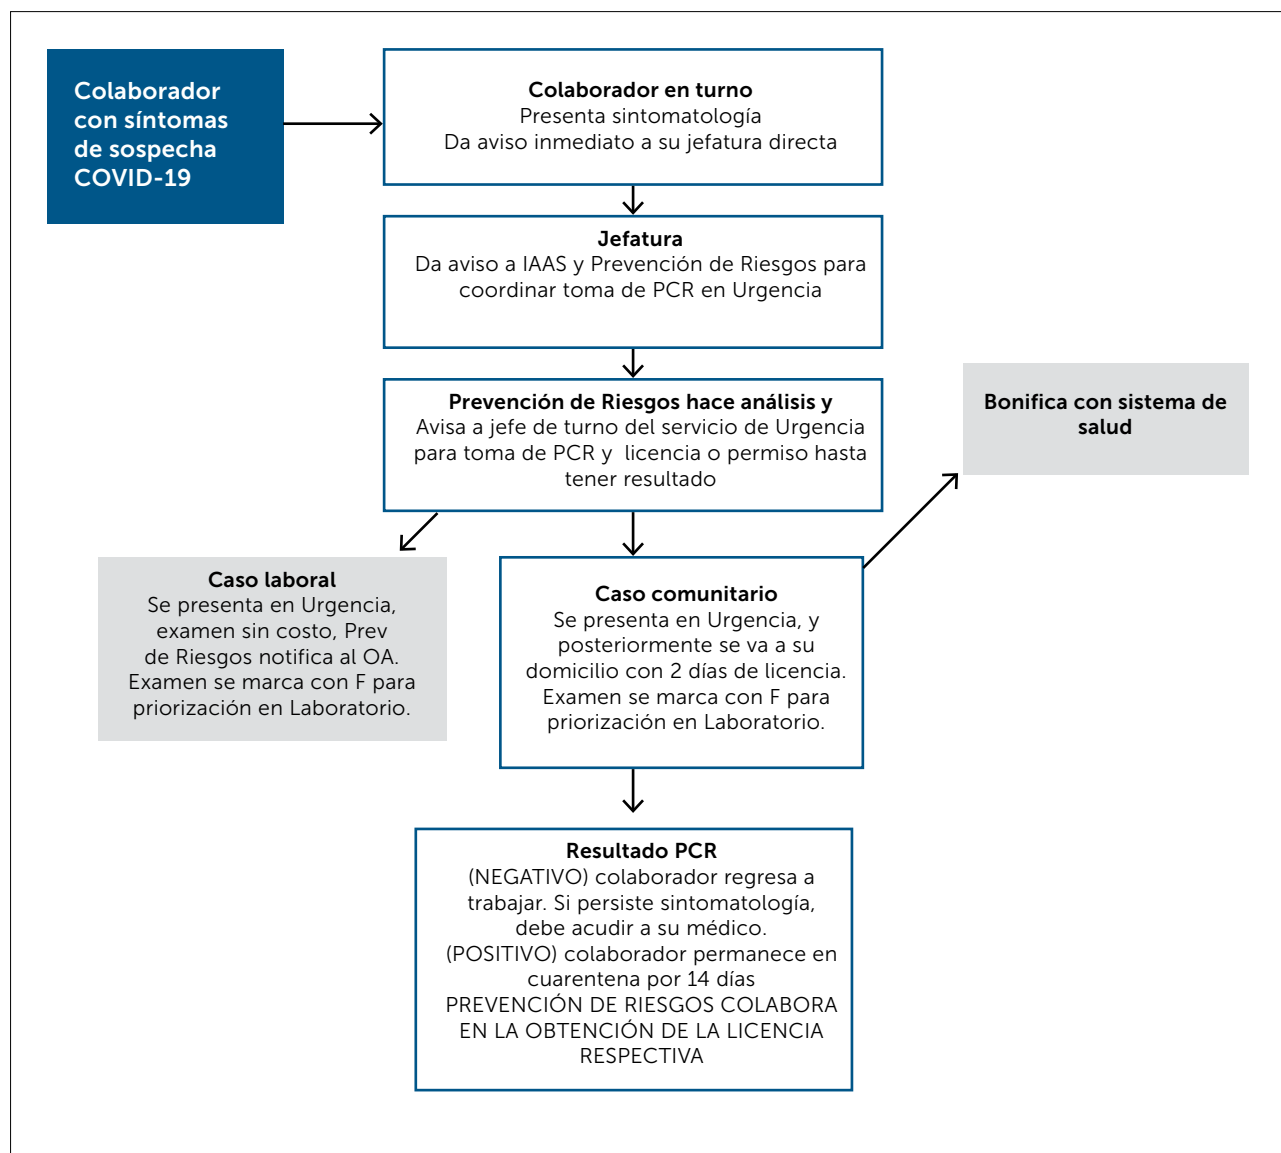 Colaborador
con síntomas
de sospecha
COVID-19
Colaborador en turno
Presenta sintomatología
Da aviso inmediato a su jefatura directa
Jefatura
Da aviso a IAAS y Prevención de Riesgos para
coordinar toma de PCR en Urgencia
Prevención de Riesgos hace análisis y
Avisa a jefe de turno del servicio de Urgencia
para toma de PCR y licencia o permiso hasta
tener resultado
Bonifica con sistema de
salud
Caso laboral
Se presenta en Urgencia,
examen sin costo, Prev
de Riesgos notifica al OA.
Examen se marca con F para
priorización en Laboratorio.
Caso comunitario
Se presenta en Urgencia, y
posteriormente se va a su
domicilio con 2 días de licencia.
Examen se marca con F para
priorización en Laboratorio.
Resultado PCR
(NEGATIVO) colaborador regresa a
trabajar. Si persiste sintomatología,
debe acudir a su médico.
(POSITIVO) colaborador permanece en
cuarentena por 14 días
PREVENCIÓN DE RIESGOS COLABORA
EN LA OBTENCIÓN DE LA LICENCIA
RESPECTIVA